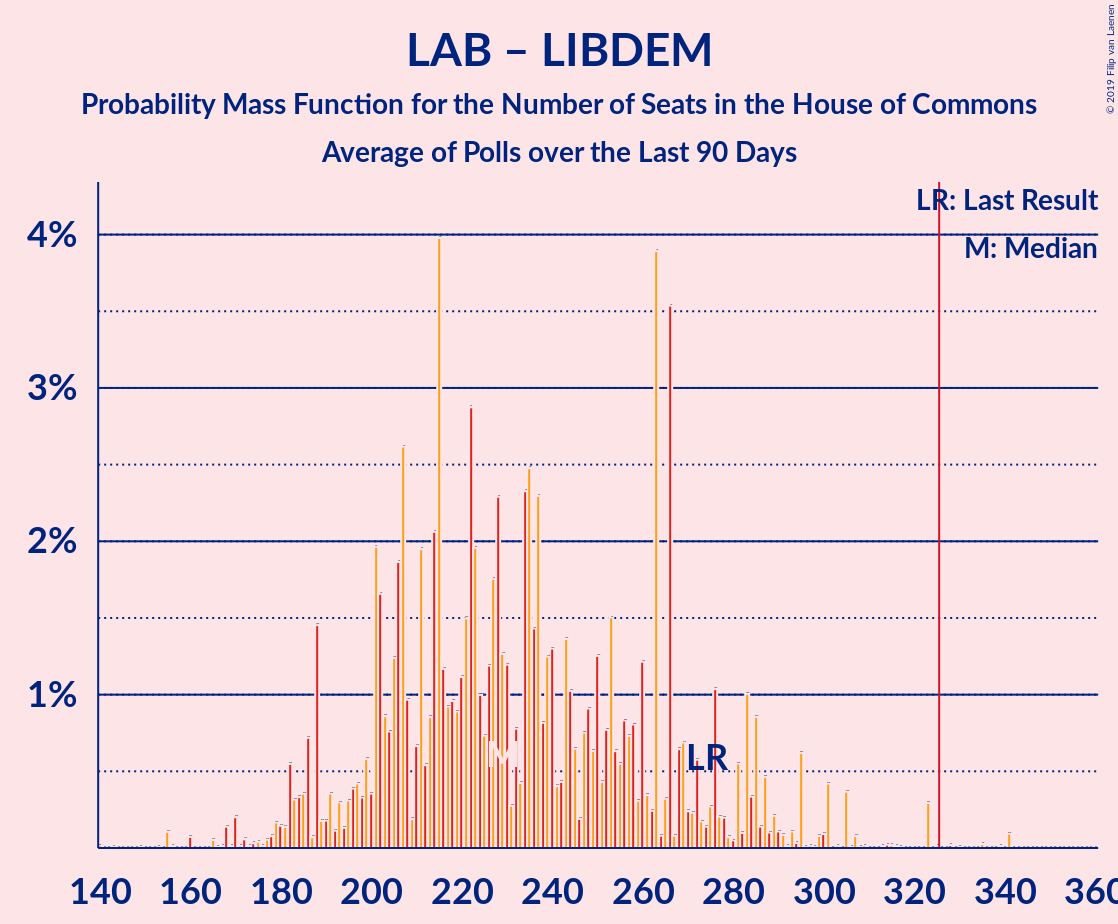 LAB – LIBDEM
Probability Mass Function for the Number of Seats in the House of Commons
Average of Polls over the Last 90 Days
© 2019 Filip van Laenen
LR: Last Result
M: Median
4%
3%
2%
1%
M
LR
140 160 180 200 220 240 260 280 300 320 340 360